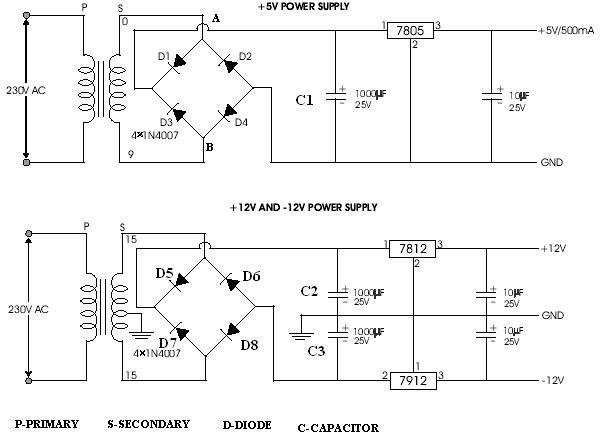 +5V POWER SUPPLY
P
S
0
A
1
7805
3
+5V/500mA
2
D1
D2
230V AC
C1
+
1000µF
-
25V
+
10µF
-
25V
D3
D4
4×1N4007
9
B
GND
+12V AND -12V POWER SUPPLY
P
S
15
1
7812
3
+12V
2
D5
D6
C2
+
1000µF
-
25V
+
10µF
-
25V
230V AC
GND
D7
D8
4×1N4007
C3
+
1000µF
-
25V
+
10µF
-
25V
1
15
2
7912
3
-12V
P-PRIMARY S-SECONDARY D-DIODE C-CAPACITOR